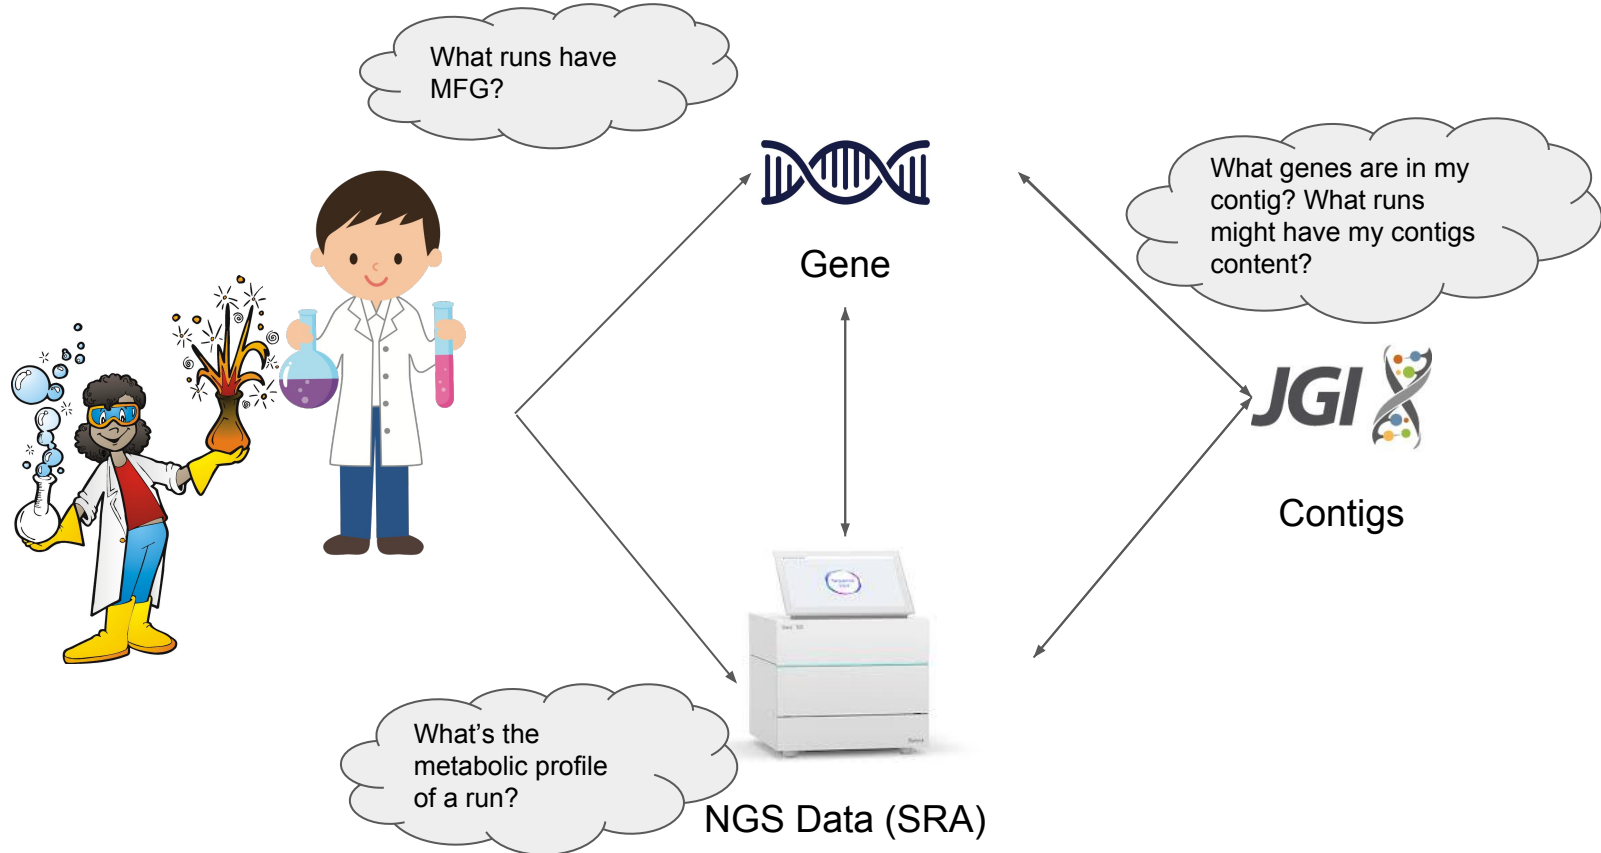 What runs have
MFG?
What genes are in my
contig? What runs
might have my contigs
content?
Gene
JGI
Contigs
What's the
metabolic profile
of a run?
NGS Data (SRA)